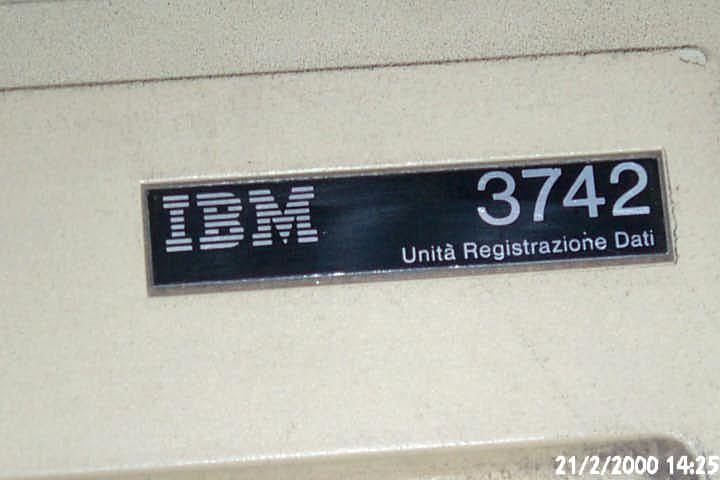 IBM 3742
Unità Registrazione Dati
21/2/2000 14:25